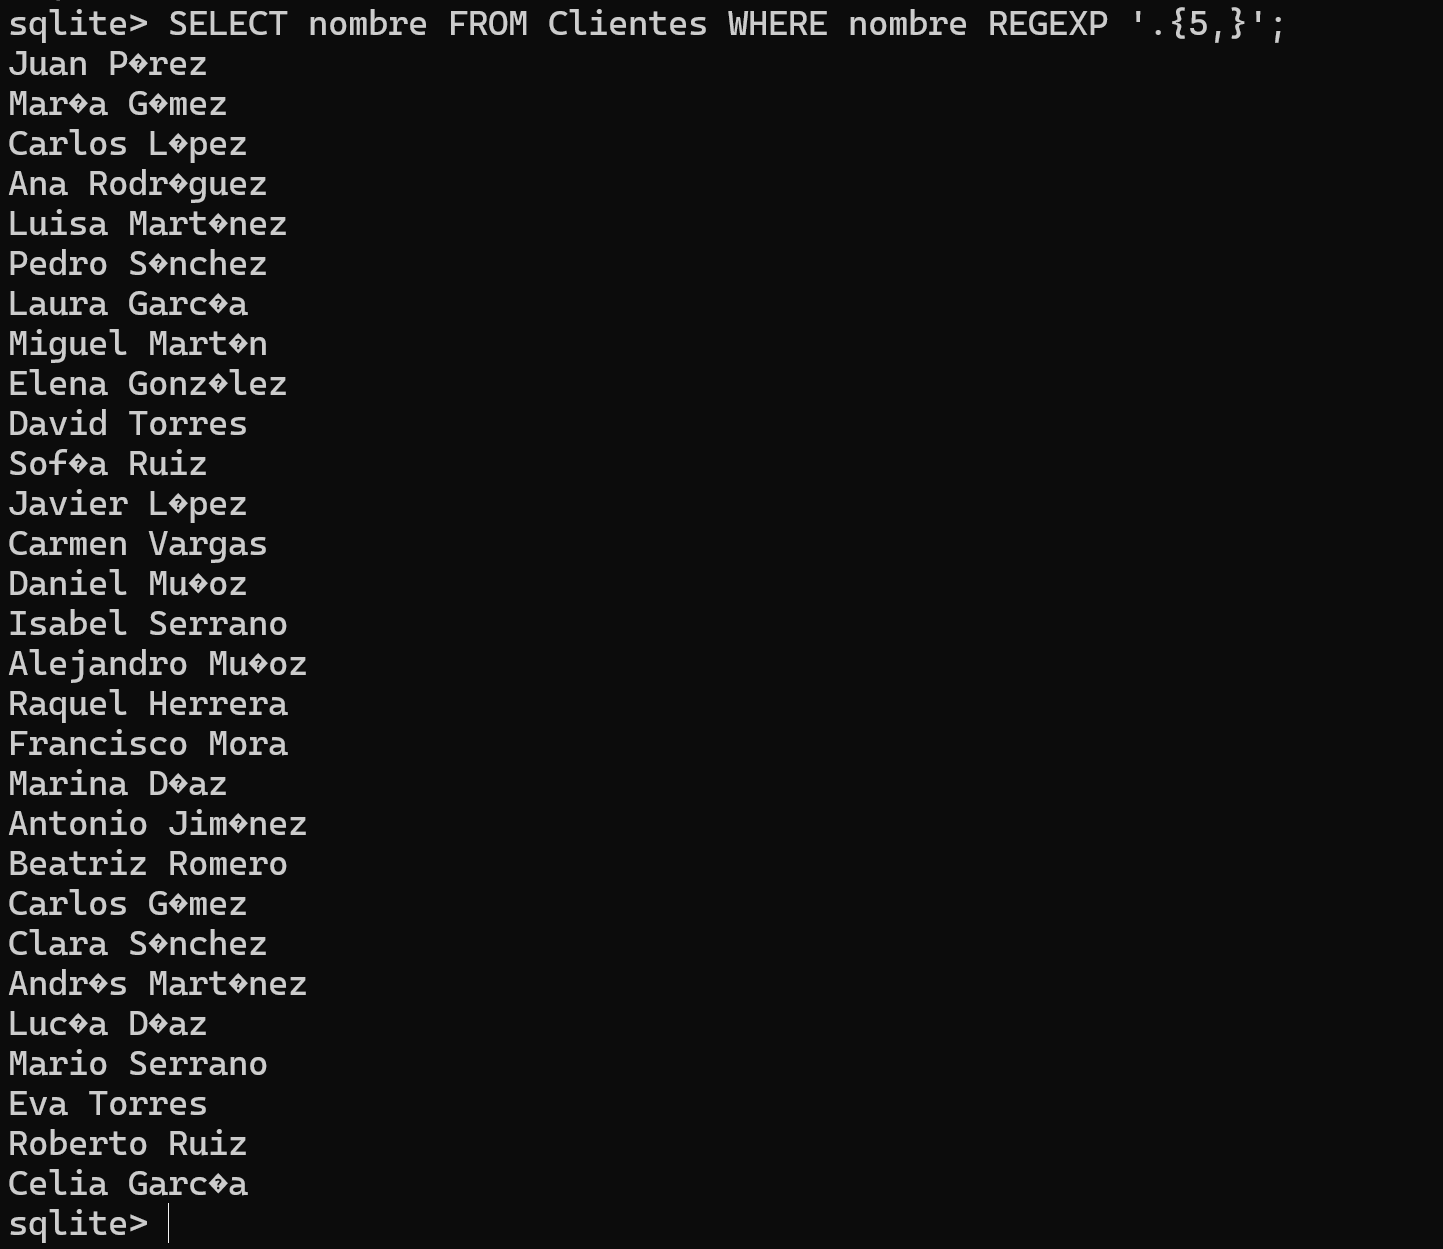 sqlite> SELECT nombre FROM Clientes WHERE nombre REGEXP '.{5,}';
Juan P�rez
Mar�a G�mez
Carlos L�pez
Ana Rodr�guez
Luisa Mart�nez
Pedro S�nchez
Laura Garc�a
Miguel Mart�n
Elena Gonz�lez
David Torres
Sof�a Ruiz
Javier L�pez
Carmen Vargas
Daniel Mu�oz
Isabel Serrano
Alejandro Mu�oz
Raquel Herrera
Francisco Mora
Marina D�az
Antonio Jim�nez
Beatriz Romero
Carlos G�mez
Clara S�nchez
Andr�s Mart�nez
Luc�a D�az
Mario Serrano
Eva Torres
Roberto Ruiz
Celia Garc�a
sqlite>